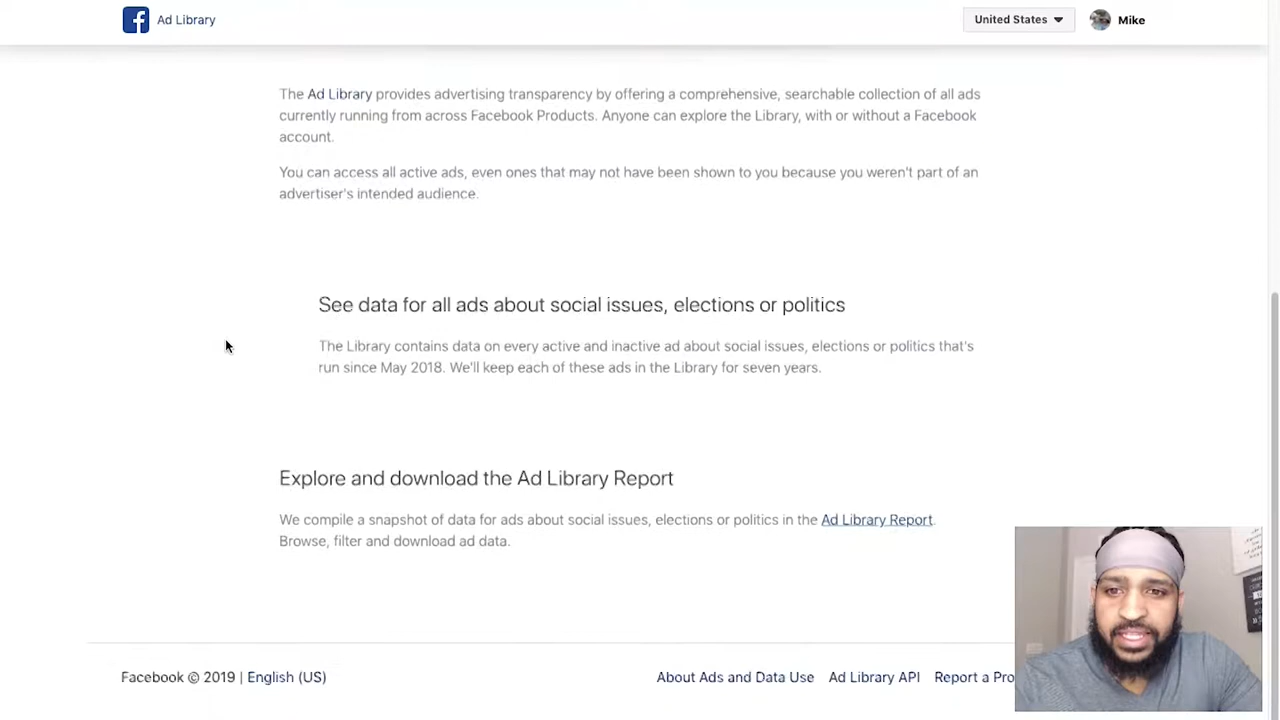 Ad Library
United States
Mike
The Ad Library provides advertising transparency by offering a comprehensive, searchable collection of all ads
currently running from across Facebook Products. Anyone can explore the Library, with or without a Facebook
account.
You can access all active ads, even ones that may not have been shown to you because you weren't part of an
advertiser's intended audience.
See data for all ads about social issues, elections or politics
The Library contains data on every active and inactive ad about social issues, elections or politics that's
run since May 2018. We'll keep each of these ads in the Library for seven years.
Explore and download the Ad Library Report
We compile a snapshot of data for ads about social issues, elections or politics in the Ad Library Report.
Browse, filter and download ad data.
Facebook © 2019 | English (US)
About Ads and Data Use
Ad Library API
Report a Pro